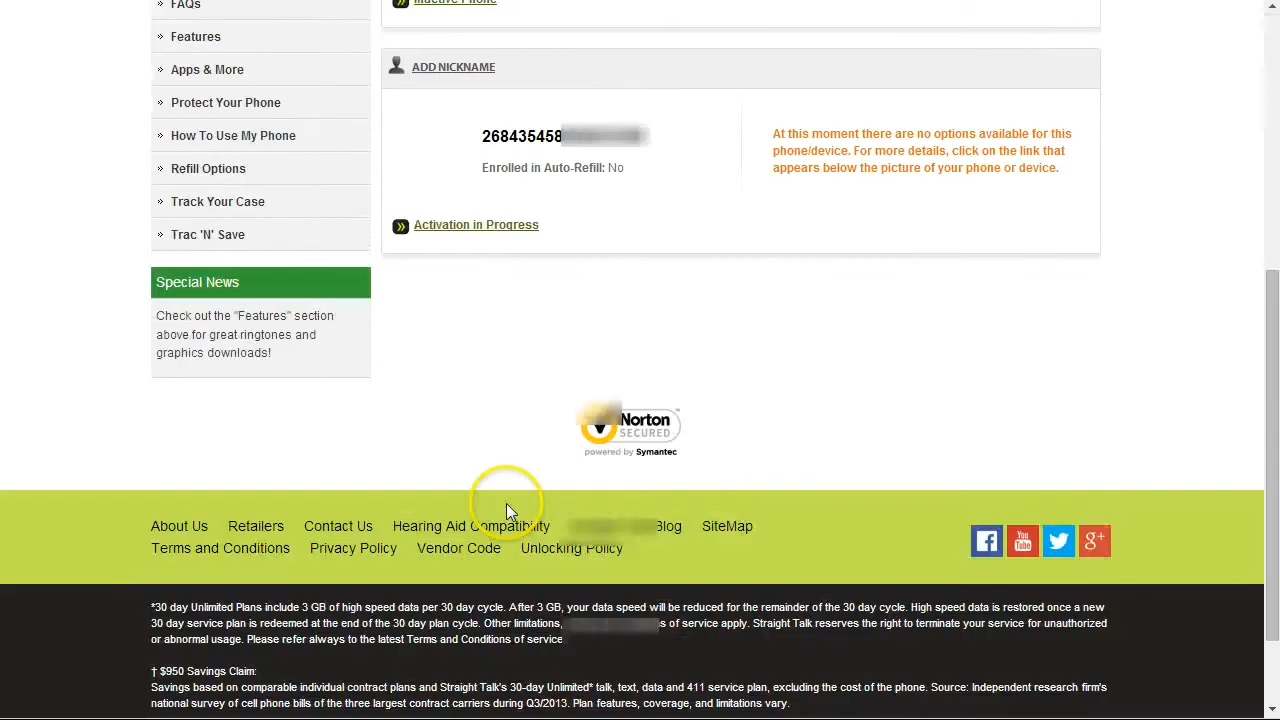 FAQs
Features
Apps & More
Protect Your Phone
How To Use My Phone
Refill Options
Track Your Case
Trac 'N' Save
Special News
Check out the "Features" section
above for great ringtones and
graphics downloads!
Inactive Phone
ADD NICKNAME
268435458
Enrolled in Auto-Refill: No
At this moment there are no options available for this
phone/device. For more details, click on the link that
appears below the picture of your phone or device.
Activation in Progress
Norton
SECURED
powered by Symantec
About Us Retailers Contact Us Hearing Aid Compatibility Blog SiteMap
Terms and Conditions Privacy Policy Vendor Code Unlocking Policy
You
Tube
g+
*30 day Unlimited Plans include 3 GB of high speed data per 30 day cycle. After 3 GB, your data speed will be reduced for the remainder of the 30 day cycle. High speed data is restored once a new
30 day service plan is redeemed at the end of the 30 day plan cycle. Other limitations, s of service apply. Straight Talk reserves the right to terminate your service for unauthorized
or abnormal usage. Please refer always to the latest Terms and Conditions of service
† $950 Savings Claim:
Savings based on comparable individual contract plans and Straight Talk's 30-day Unlimited* talk, text, data and 411 service plan, excluding the cost of the phone. Source: Independent research firm's
national survey of cell phone bills of the three largest contract carriers during Q3/2013. Plan features, coverage, and limitations vary.